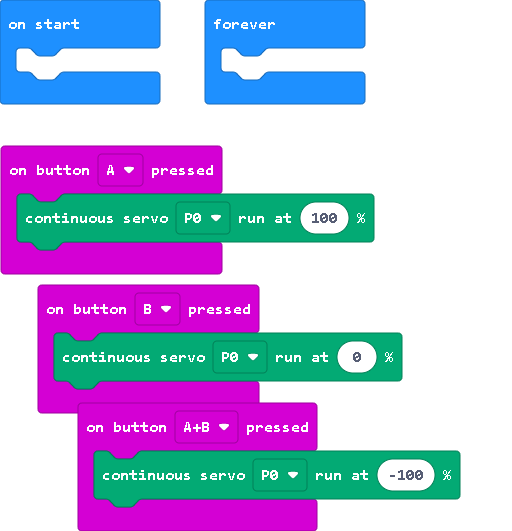 on start
forever
on button A pressed
continuous servo P0 run at 100 %
on button B pressed
continuous servo P0 run at 0 %
on button A+B pressed
continuous servo P0 run at -100 %